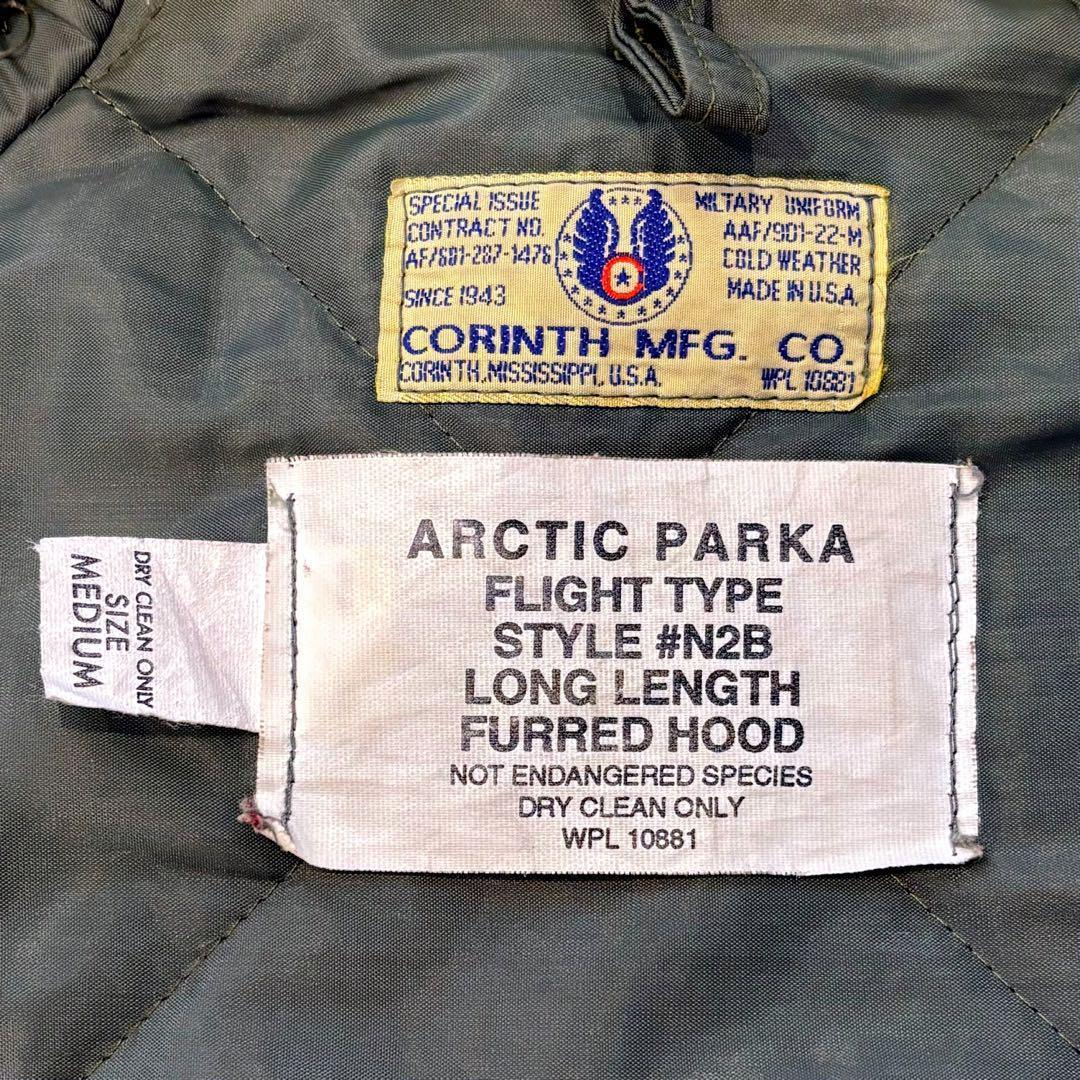 SPECIAL ISSUE
CONTRACT NO.
AF/681-287-1476
SINCE 1943
MILTARY UNIFORM
AAF/901-22-M
COLD WEATHER
MADE IN U.S.A.
CORINTH MFG. CO.
CORINTH, MISSISSIPPI, U.S.A.
WPL 10881
ARCTIC PARKA
FLIGHT TYPE
STYLE #N2B
LONG LENGTH
FURRED HOOD
NOT ENDANGERED SPECIES
DRY CLEAN ONLY
WPL 10881
DRY CLEAN ONLY
SIZE
MEDIUM